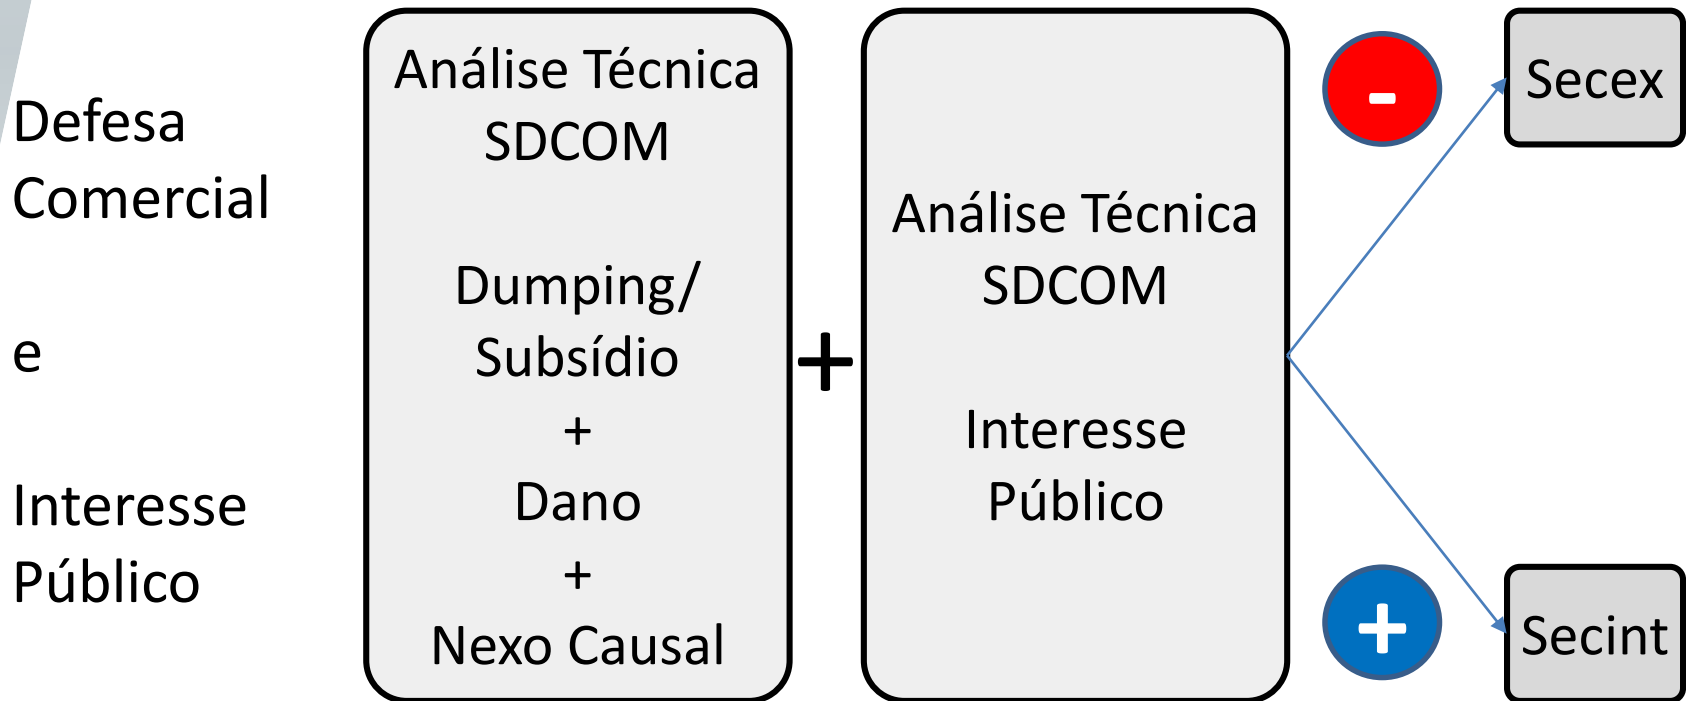 Defesa
Comercial
e
Interesse
Público
Análise Técnica
SDCOM
Dumping/
Subsídio
+
Dano
+
Nexo Causal
+
Análise Técnica
SDCOM
Interesse
Público
-
Secex
+
Secint